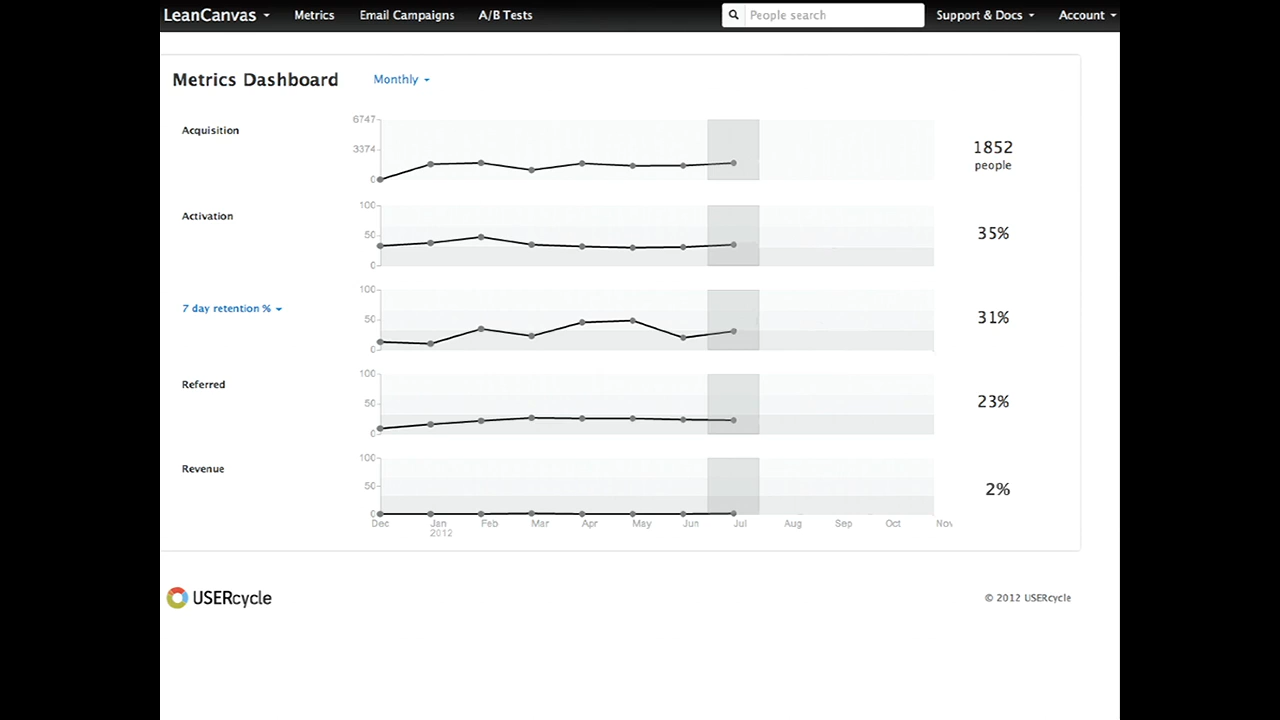 LeanCanvas Metrics Email Campaigns A/B Tests People search Support & Docs Account
Metrics Dashboard Monthly
Acquisition
6747
3374
0
1852
people
Activation
100
50
0
35%
7 day retention %
100
50
0
31%
Referred
100
50
0
23%
Revenue
100
50
0
2%
Dec Jan Feb Mar Apr May Jun Jul Aug Sep Oct Nov
2012
USERcycle © 2012 USERcycle